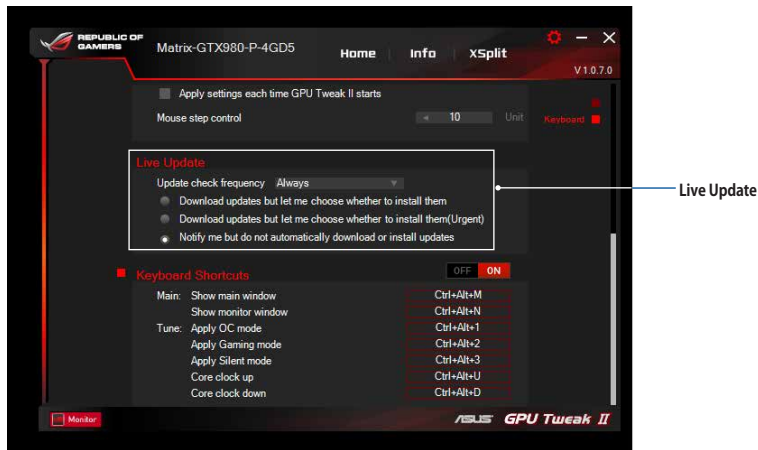 REPUBLIC OF
GAMERS
Matrix-GTX980-P-4GD5
Home Info XSplit
V 1.0.7.0
Apply settings each time GPU Tweak II starts
Mouse step control 10 Unit
Keyboard
Live Update
Update check frequency Always
Download updates but let me choose whether to install them
Download updates but let me choose whether to install them(Urgent)
Notify me but do not automatically download or install updates
Live Update
Keyboard Shortcuts OFF ON
Main: Show main window Ctrl+Alt+M
Show monitor window Ctrl+Alt+N
Tune: Apply OC mode Ctrl+Alt+1
Apply Gaming mode Ctrl+Alt+2
Apply Silent mode Ctrl+Alt+3
Core clock up Ctrl+Alt+U
Core clock down Ctrl+Alt+D
Monitor
ASUS GPU Tweak II